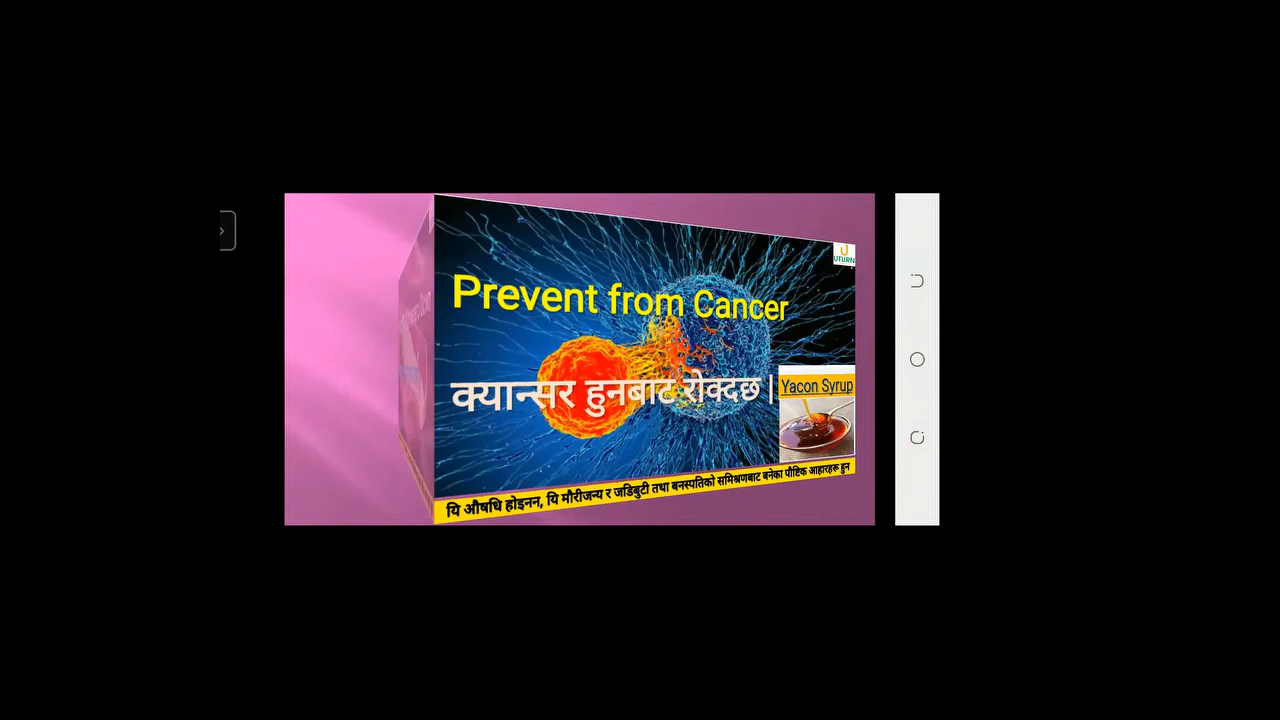 UTURN
Prevent from Cancer
क्यान्सर हुनबाट रोक्दछ |
Yacon Syrup
यि औषधि होइनन, यि मौरीजन्य र जडिबुटी तथा बनस्पतिको समिश्रणबाट बनेका पौष्टिक आहारहरू हुन